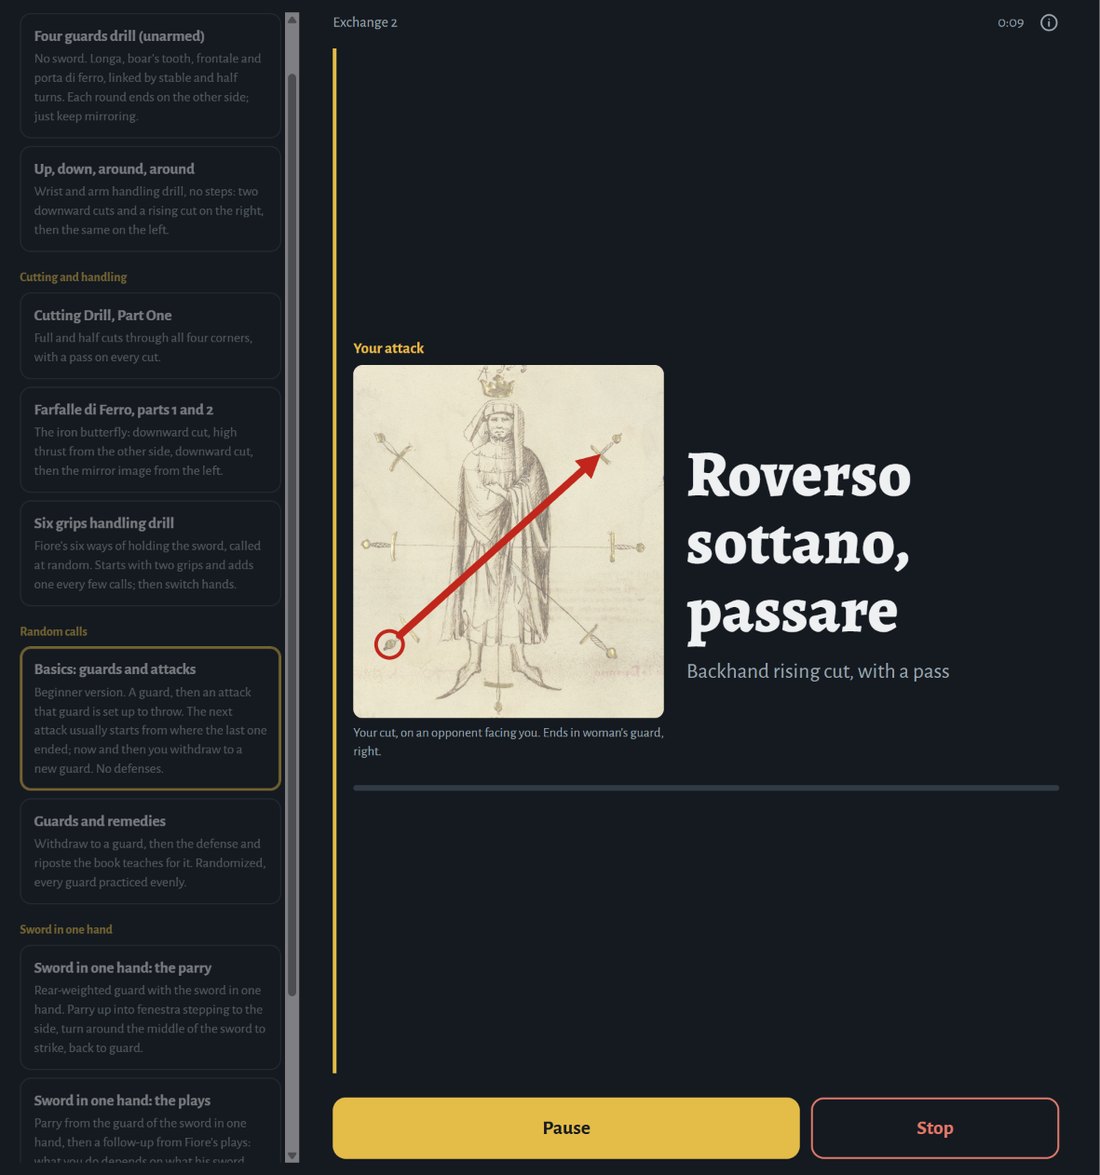 Four guards drill (unarmed)
No sword. Longa, boar's tooth, frontale and
porta di ferro, linked by stable and half
turns. Each round ends on the other side;
just keep mirroring.
Up, down, around, around
Wrist and arm handling drill, no steps: two
downward cuts and a rising cut on the right,
then the same on the left.
Cutting and handling
Cutting Drill, Part One
Full and half cuts through all four corners,
with a pass on every cut.
Farfalle di Ferro, parts 1 and 2
The iron butterfly: downward cut, high
thrust from the other side, downward cut,
then the mirror image from the left.
Six grips handling drill
Fiore's six ways of holding the sword, called
at random. Starts with two grips and adds
one every few calls; then switch hands.
Random calls
Basics: guards and attacks
Beginner version. A guard, then an attack
that guard is set up to throw. The next
attack usually starts from where the last one
ended; now and then you withdraw to a
new guard. No defenses.
Guards and remedies
Withdraw to a guard, then the defense and
riposte the book teaches for it. Randomized,
every guard practiced evenly.
Sword in one hand
Sword in one hand: the parry
Rear-weighted guard with the sword in one
hand. Parry up into fenestra stepping to the
side, turn around the middle of the sword to
strike, back to guard.
Sword in one hand: the plays
Parry from the guard of the sword in one
hand, then a follow-up from Fiore's plays:
what you do depends on what his sword
Exchange 2
0:09
Your attack
Roverso
sottano,
passare
Backhand rising cut, with a pass
Your cut, on an opponent facing you. Ends in woman's guard,
right.
Pause
Stop